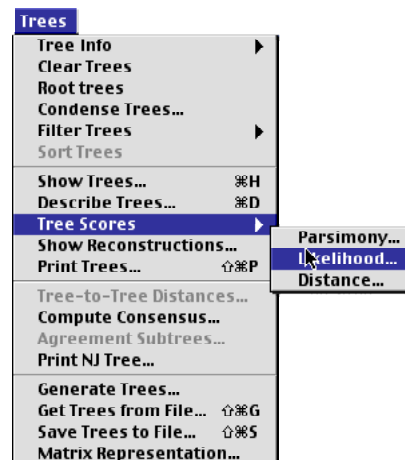 Trees
Tree Info
Clear Trees
Root trees
Condense Trees...
Filter Trees
Sort Trees
Show Trees... ⌘H
Describe Trees... ⌘D
Tree Scores
Parsimony...
Likelihood...
Distance...
Show Reconstructions...
Print Trees... ⇧⌘P
Tree-to-Tree Distances...
Compute Consensus...
Agreement Subtrees...
Print NJ Tree...
Generate Trees...
Get Trees from File... ⇧⌘G
Save Trees to File... ⇧⌘S
Matrix Representation...